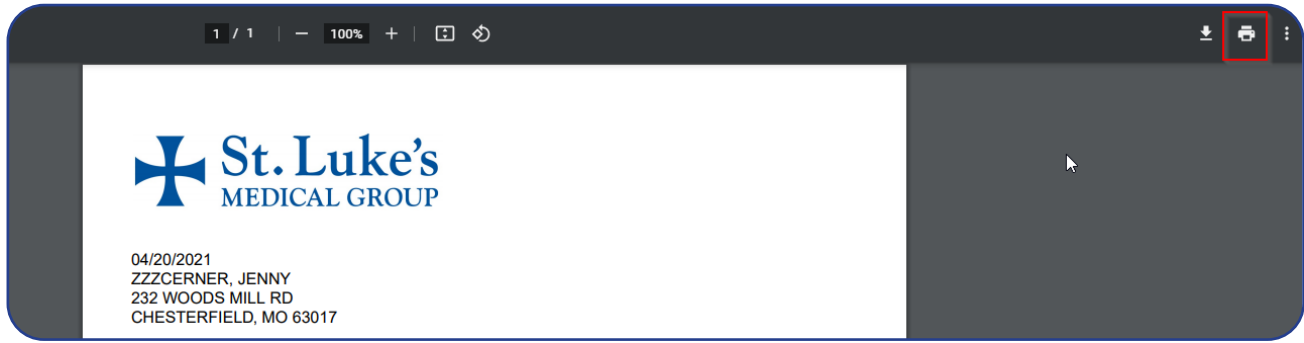 1 / 1 100%
St. Luke's
MEDICAL GROUP
04/20/2021
ZZZCERNER, JENNY
232 WOODS MILL RD
CHESTERFIELD, MO 63017